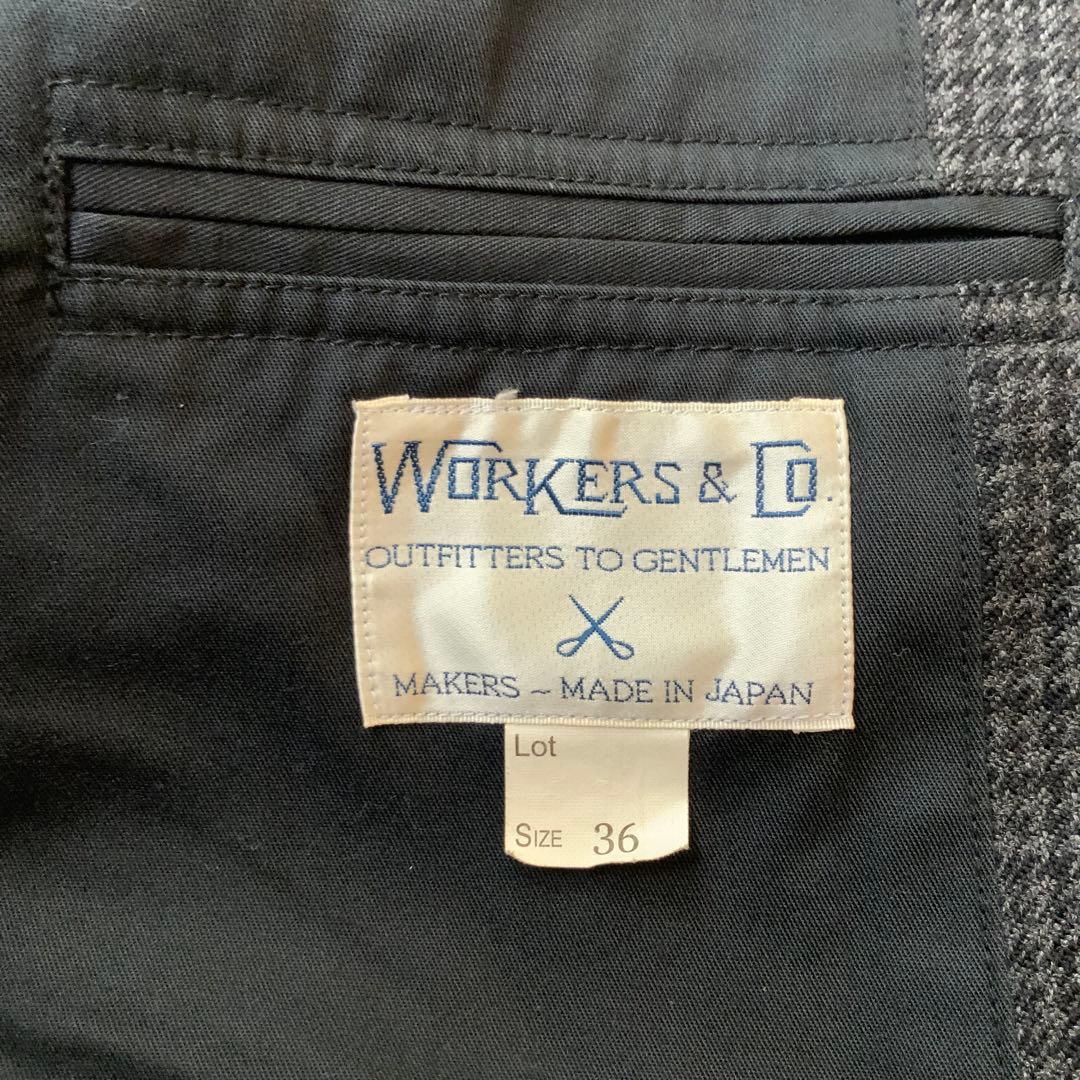 WORKERS & CO.
OUTFITTERS TO GENTLEMEN
MAKERS ~ MADE IN JAPAN
Lot
SIZE 36